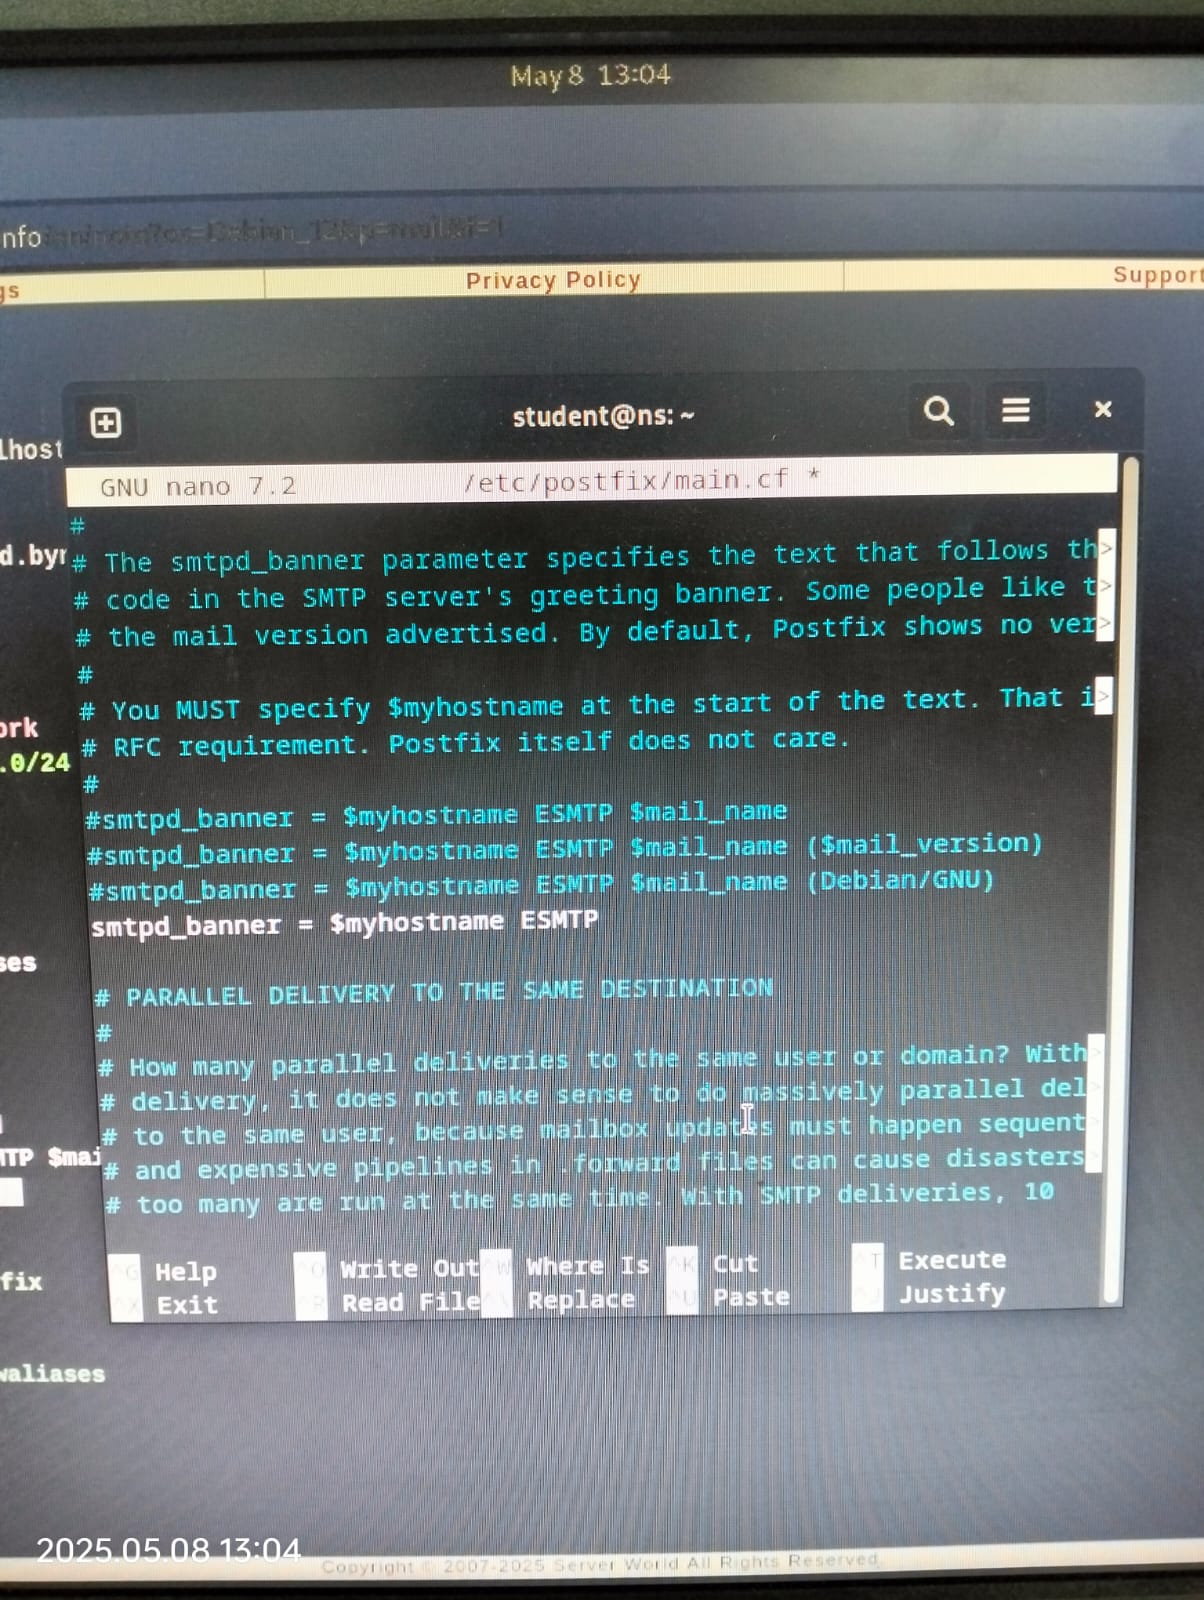 May 8 13:04
nfo
gs Privacy Policy Support
student@ns: ~
lhost
GNU nano 7.2 /etc/postfix/main.cf *
#
d.byr
# The smtpd_banner parameter specifies the text that follows th>
# code in the SMTP server's greeting banner. Some people like t>
# the mail version advertised. By default, Postfix shows no ver>
#
# You MUST specify $myhostname at the start of the text. That i>
ork
# RFC requirement. Postfix itself does not care.
.0/24
#
#smtpd_banner = $myhostname ESMTP $mail_name
#smtpd_banner = $myhostname ESMTP $mail_name ($mail_version)
#smtpd_banner = $myhostname ESMTP $mail_name (Debian/GNU)
smtpd_banner = $myhostname ESMTP
ses
# PARALLEL DELIVERY TO THE SAME DESTINATION
#
# How many parallel deliveries to the same user or domain? With>
# delivery, it does not make sense to do massively parallel del>
# to the same user, because mailbox updates must happen sequent>
MTP $mai
# and expensive pipelines in .forward files can cause disasters>
# too many are run at the same time. With SMTP deliveries, 10
^G Help ^O Write Out ^W Where Is ^K Cut ^T Execute
fix
^X Exit ^R Read File ^\ Replace ^U Paste ^J Justify
waliases
2025.05.08 13:04
Copyright © 2007-2025 Server World All Rights Reserved.